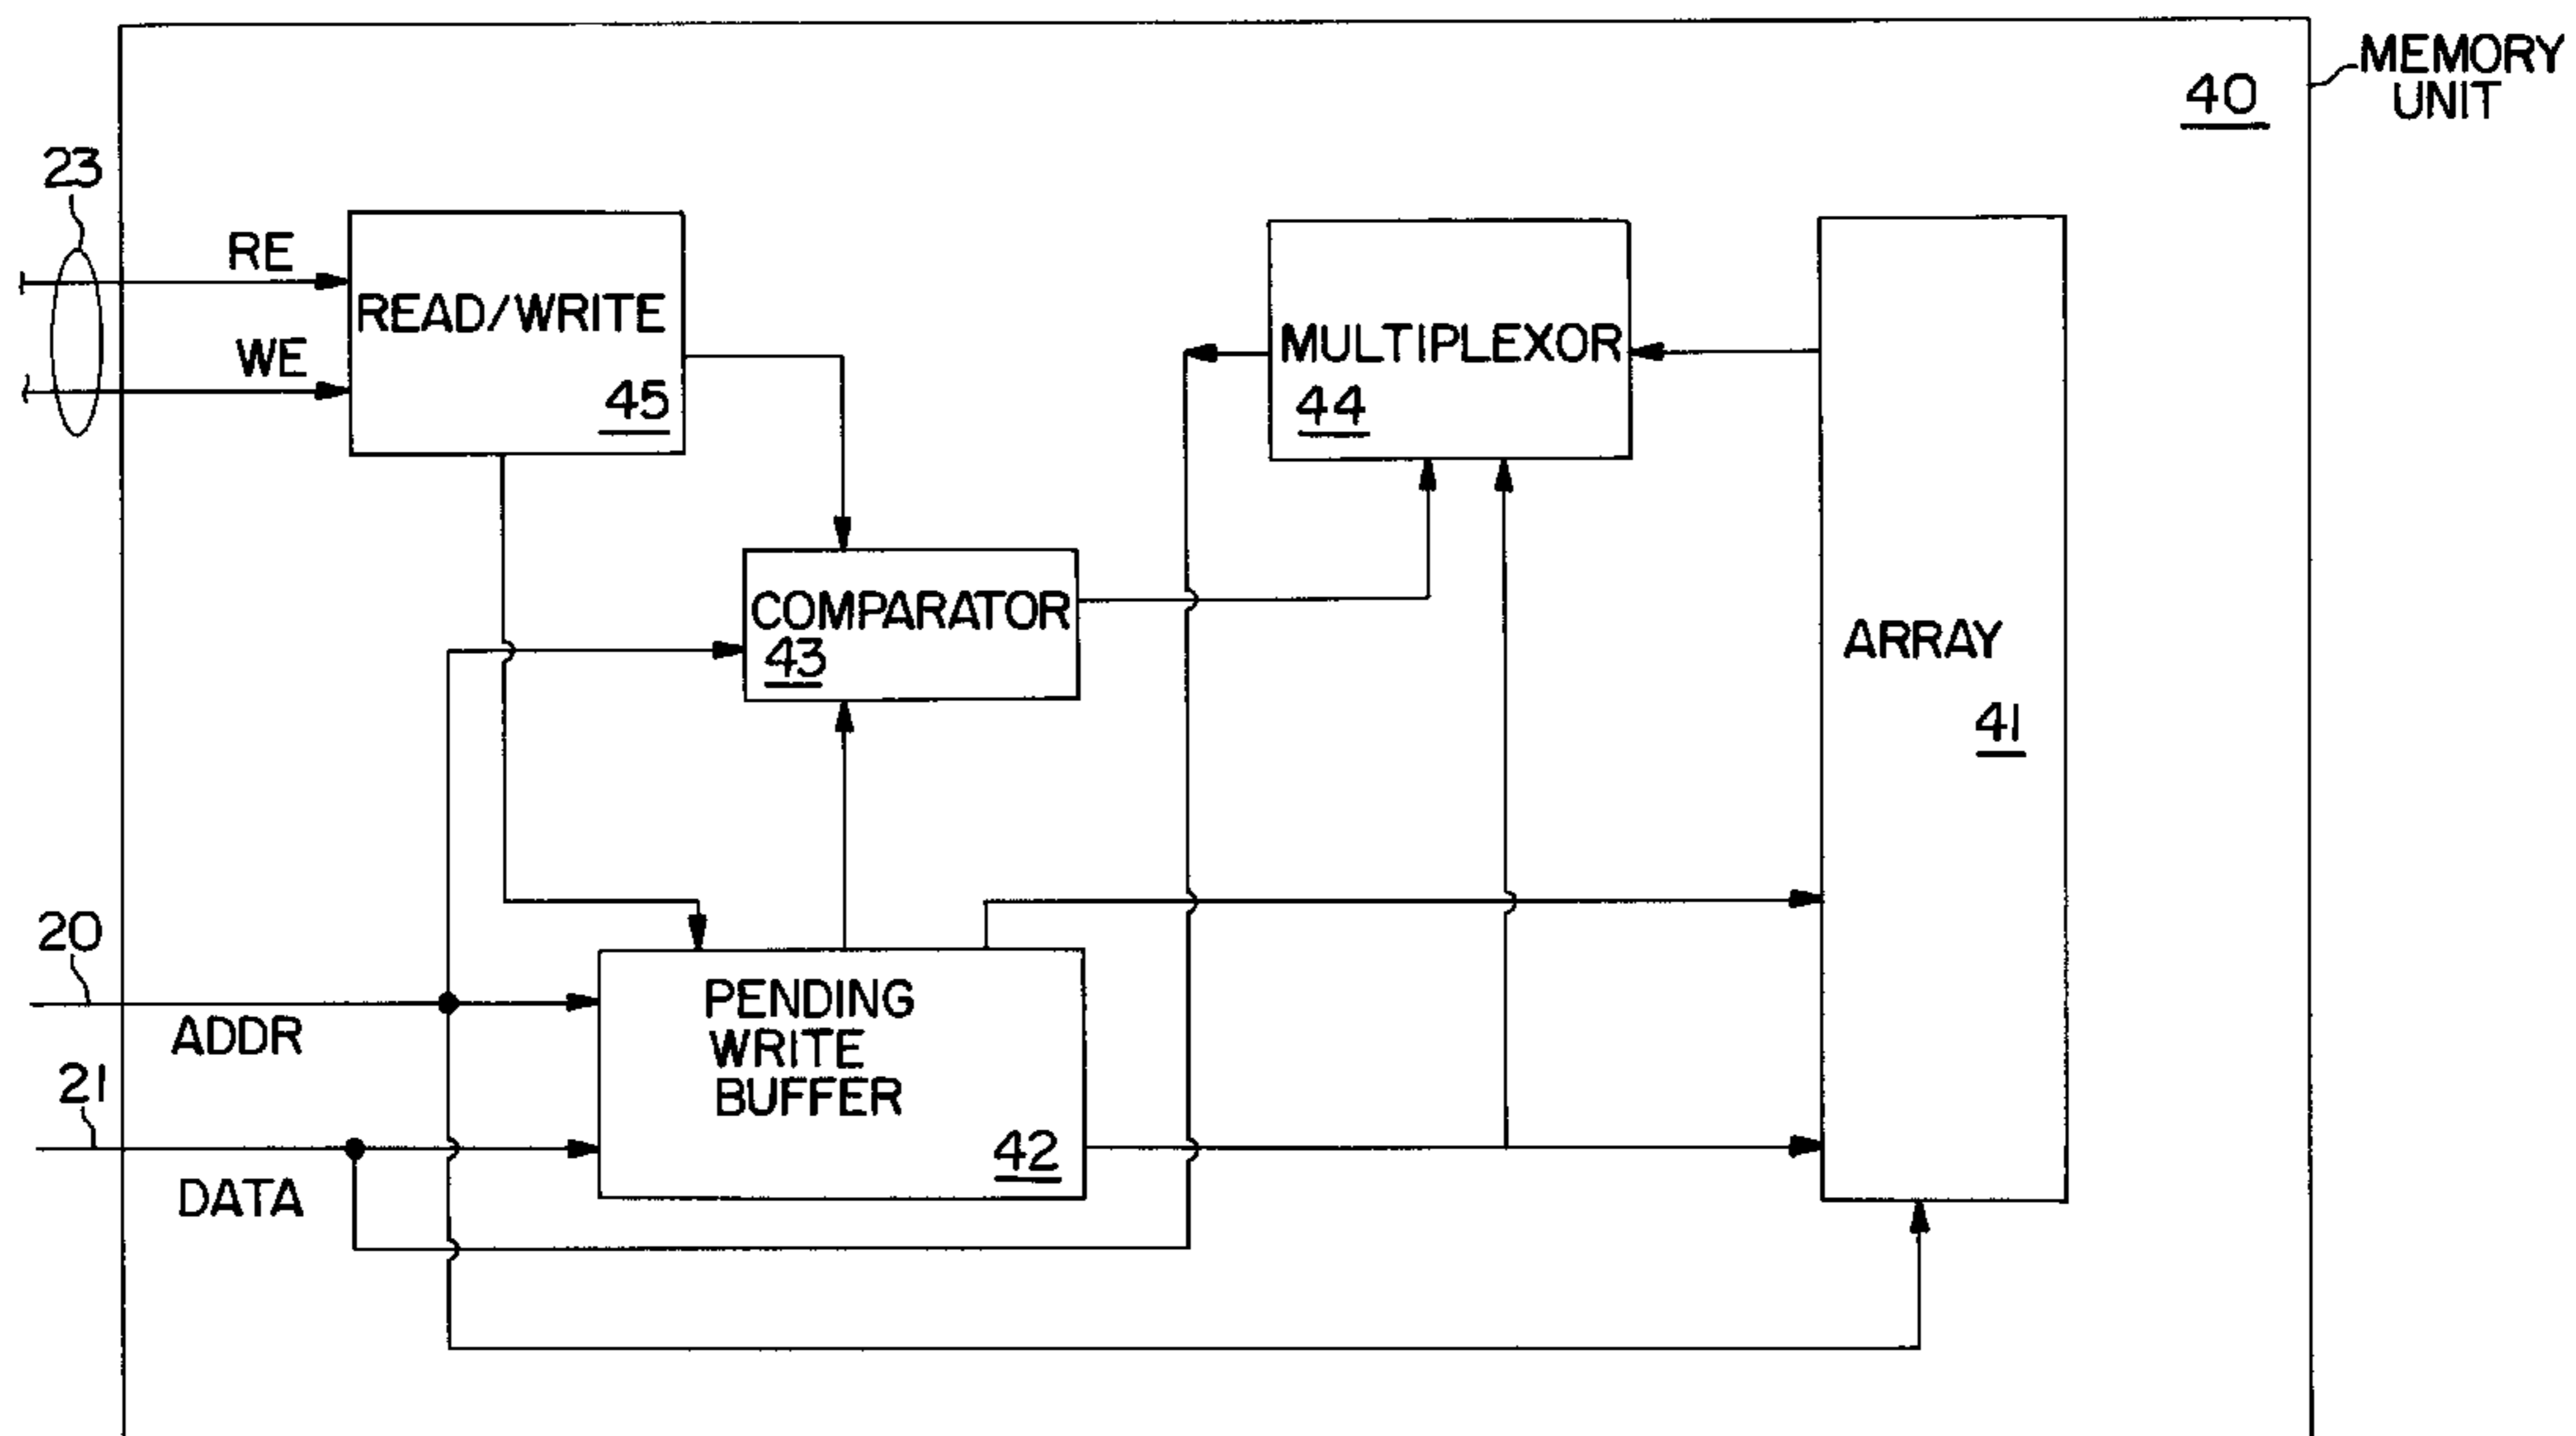 MEMORY
UNIT
40
23
RE
WE
READ/WRITE
45
MULTIPLEXOR
44
COMPARATOR
43
ARRAY
41
20
ADDR
21
DATA
PENDING
WRITE
BUFFER
42